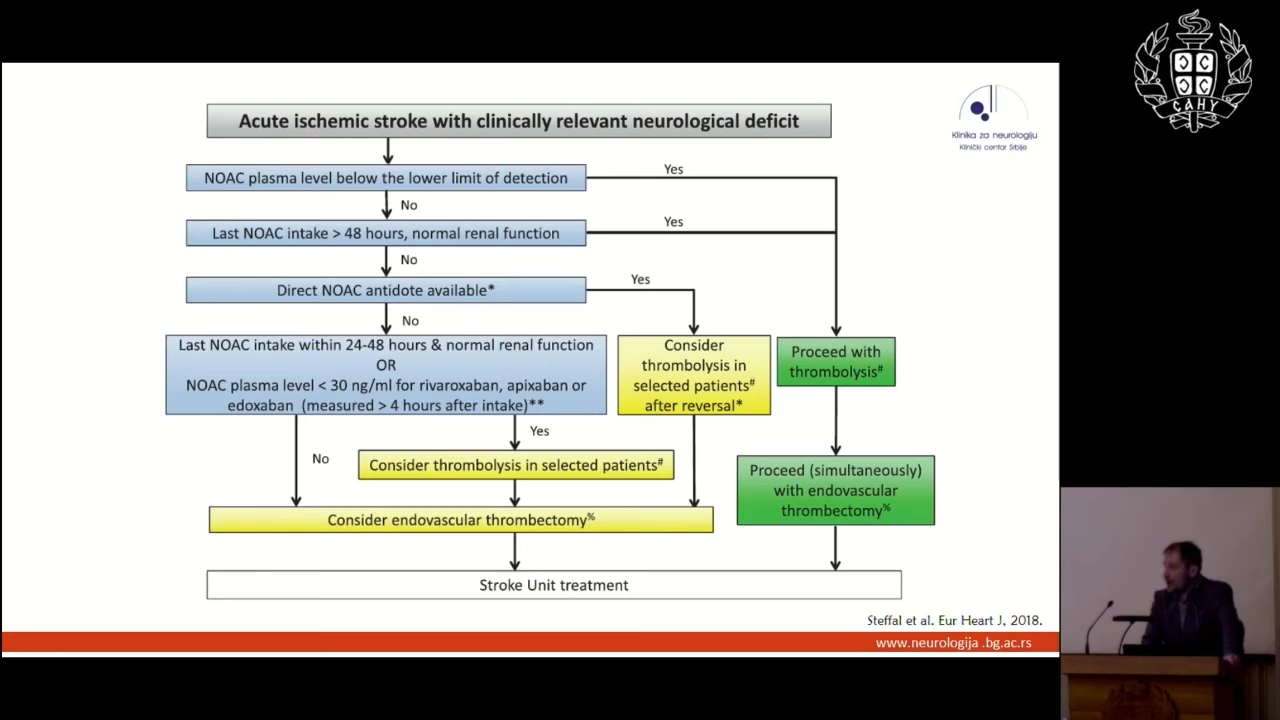 САНУ
Klinika za neurologiju
Klinički centar Srbije
Acute ischemic stroke with clinically relevant neurological deficit
NOAC plasma level below the lower limit of detection
Yes
No
Last NOAC intake > 48 hours, normal renal function
Yes
No
Direct NOAC antidote available*
Yes
No
Last NOAC intake within 24-48 hours & normal renal function
OR
NOAC plasma level < 30 ng/ml for rivaroxaban, apixaban or
edoxaban (measured > 4 hours after intake)**
Consider
thrombolysis in
selected patients#
after reversal*
Proceed with
thrombolysis#
No
Yes
Consider thrombolysis in selected patients#
Proceed (simultaneously)
with endovascular
thrombectomy%
Consider endovascular thrombectomy%
Stroke Unit treatment
Steffal et al. Eur Heart J, 2018.
www.neurologija .bg.ac.rs